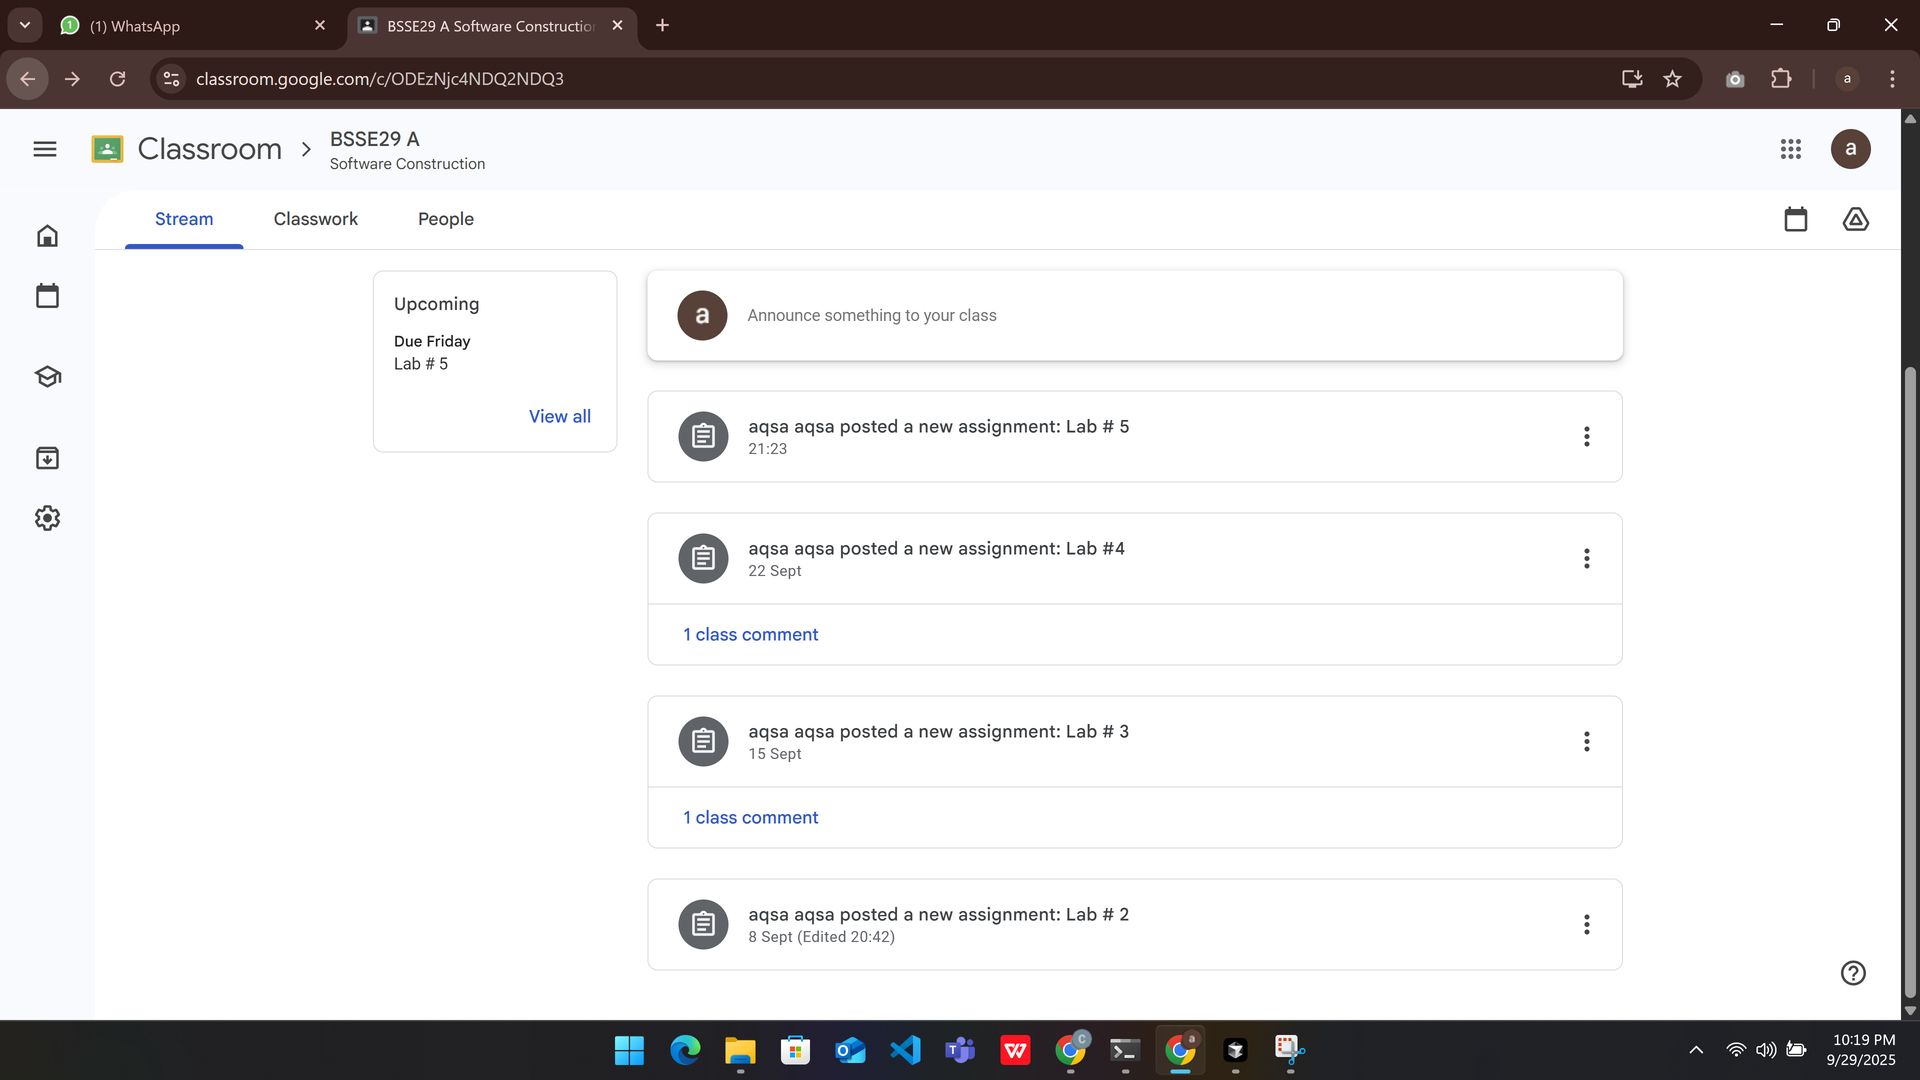 (1) WhatsApp
BSSE29 A Software Constructio
classroom.google.com/c/ODEzNjc4NDQ2NDQ3
a
Classroom
BSSE29 A
Software Construction
a
Stream
Classwork
People
Upcoming
Due Friday
Lab # 5
View all
a
Announce something to your class
aqsa aqsa posted a new assignment: Lab # 5
21:23
aqsa aqsa posted a new assignment: Lab #4
22 Sept
1 class comment
aqsa aqsa posted a new assignment: Lab # 3
15 Sept
1 class comment
aqsa aqsa posted a new assignment: Lab # 2
8 Sept (Edited 20:42)
10:19 PM
9/29/2025